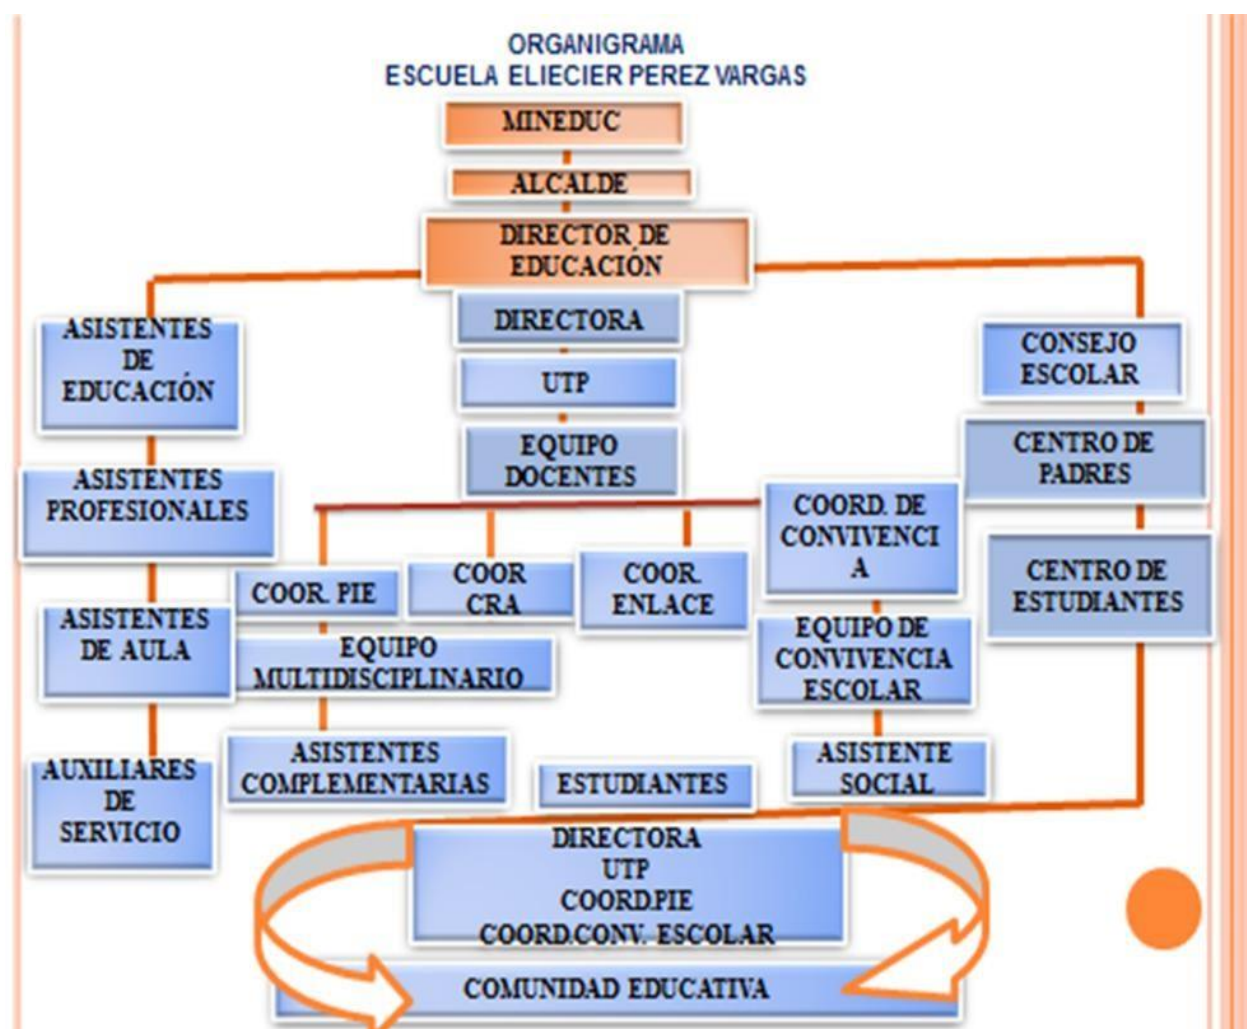 ORGANIGRAMA
ESCUELA ELIECIER PEREZ VARGAS
MINEDUC
ALCALDE
DIRECTOR DE
EDUCACIÓN
DIRECTORA
UTP
EQUIPO
DOCENTES
ASISTENTES
DE
EDUCACIÓN
ASISTENTES
PROFESIONALES
ASISTENTES
DE AULA
AUXILIARES
DE
SERVICIO
COOR. PIE
EQUIPO
MULTIDISCIPLINARIO
ASISTENTES
COMPLEMENTARIAS
COOR
CRA
COOR.
ENLACE
COORD. DE
CONVIVENCI
A
EQUIPO DE
CONVIVENCIA
ESCOLAR
ASISTENTE
SOCIAL
CONSEJO
ESCOLAR
CENTRO DE
PADRES
CENTRO DE
ESTUDIANTES
ESTUDIANTES
DIRECTORA
UTP
COORD.PIE
COORD.CONV. ESCOLAR
COMUNIDAD EDUCATIVA